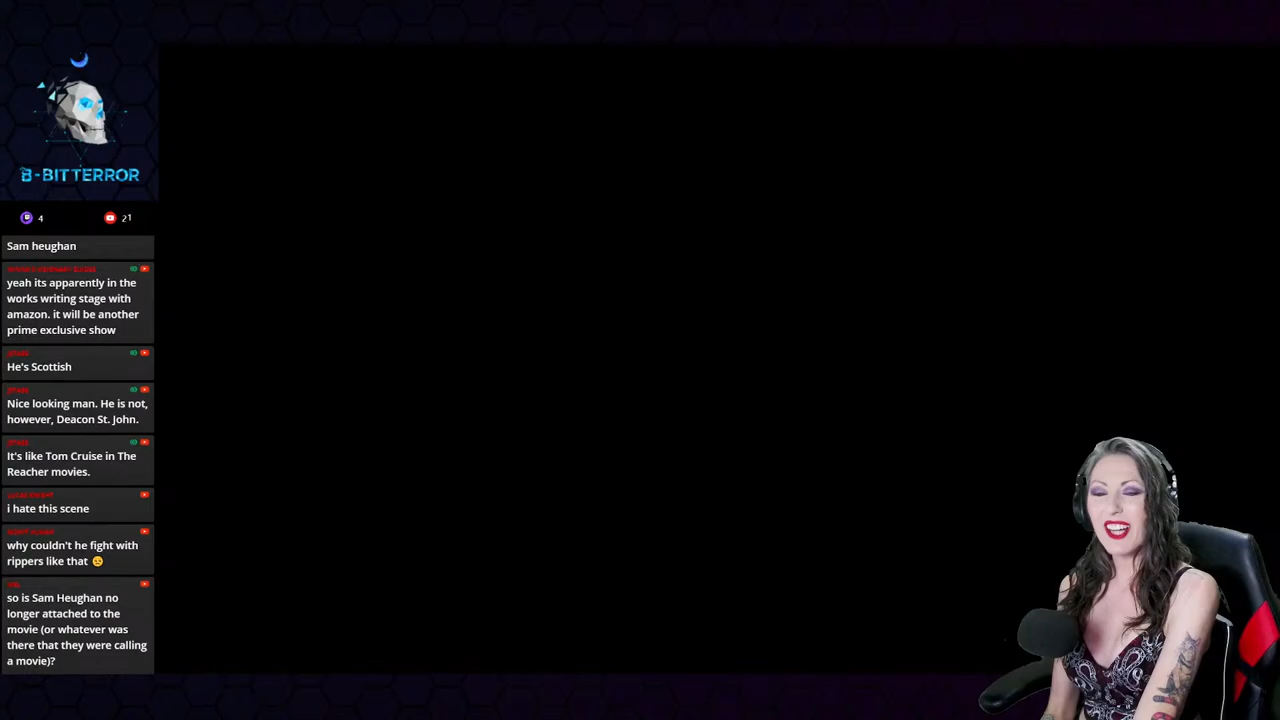 B-BITTERROR
4
21
Sam heughan
yeah its apparently in the
works writing stage with
amazon. it will be another
prime exclusive show
He's Scottish
Nice looking man. He is not,
however, Deacon St. John.
It's like Tom Cruise in The
Reacher movies.
i hate this scene
why couldn't he fight with
rippers like that
so is Sam Heughan no
longer attached to the
movie (or whatever was
there that they were calling
a movie)?